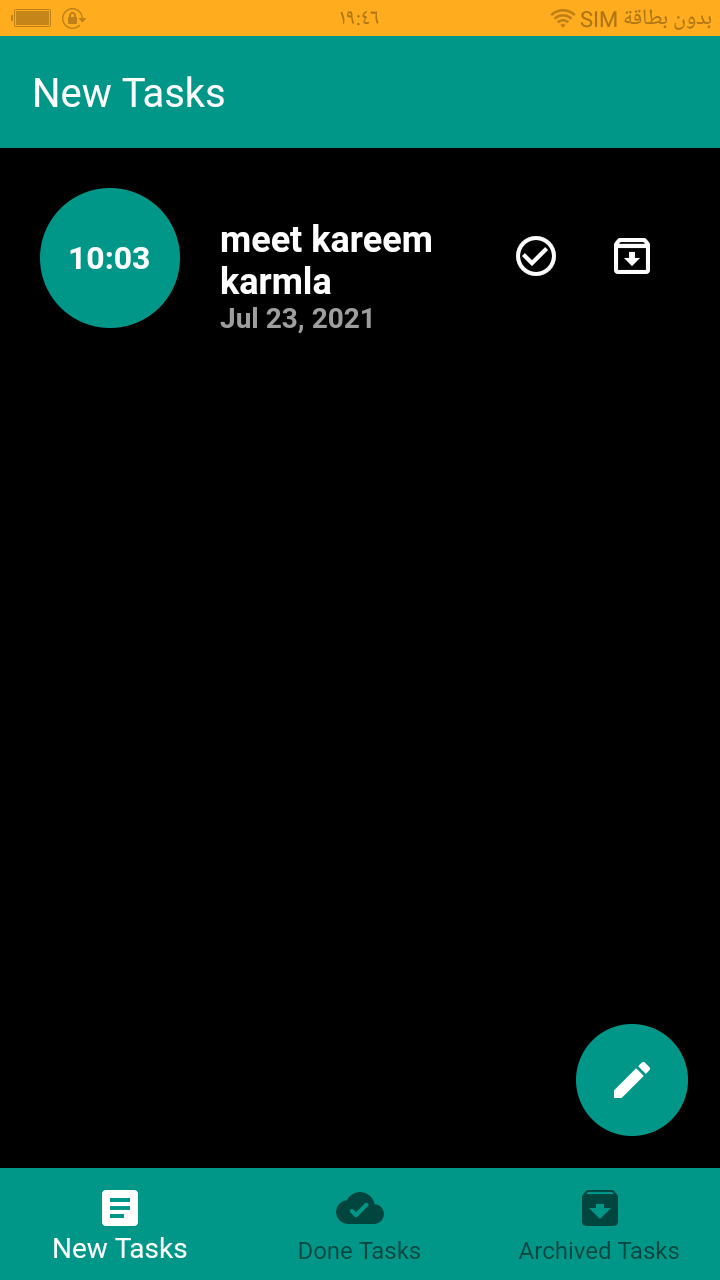 ١٩:٤٦
بدون بطاقة SIM
New Tasks
10:03
meet kareem
karmla
Jul 23, 2021
New Tasks
Done Tasks
Archived Tasks